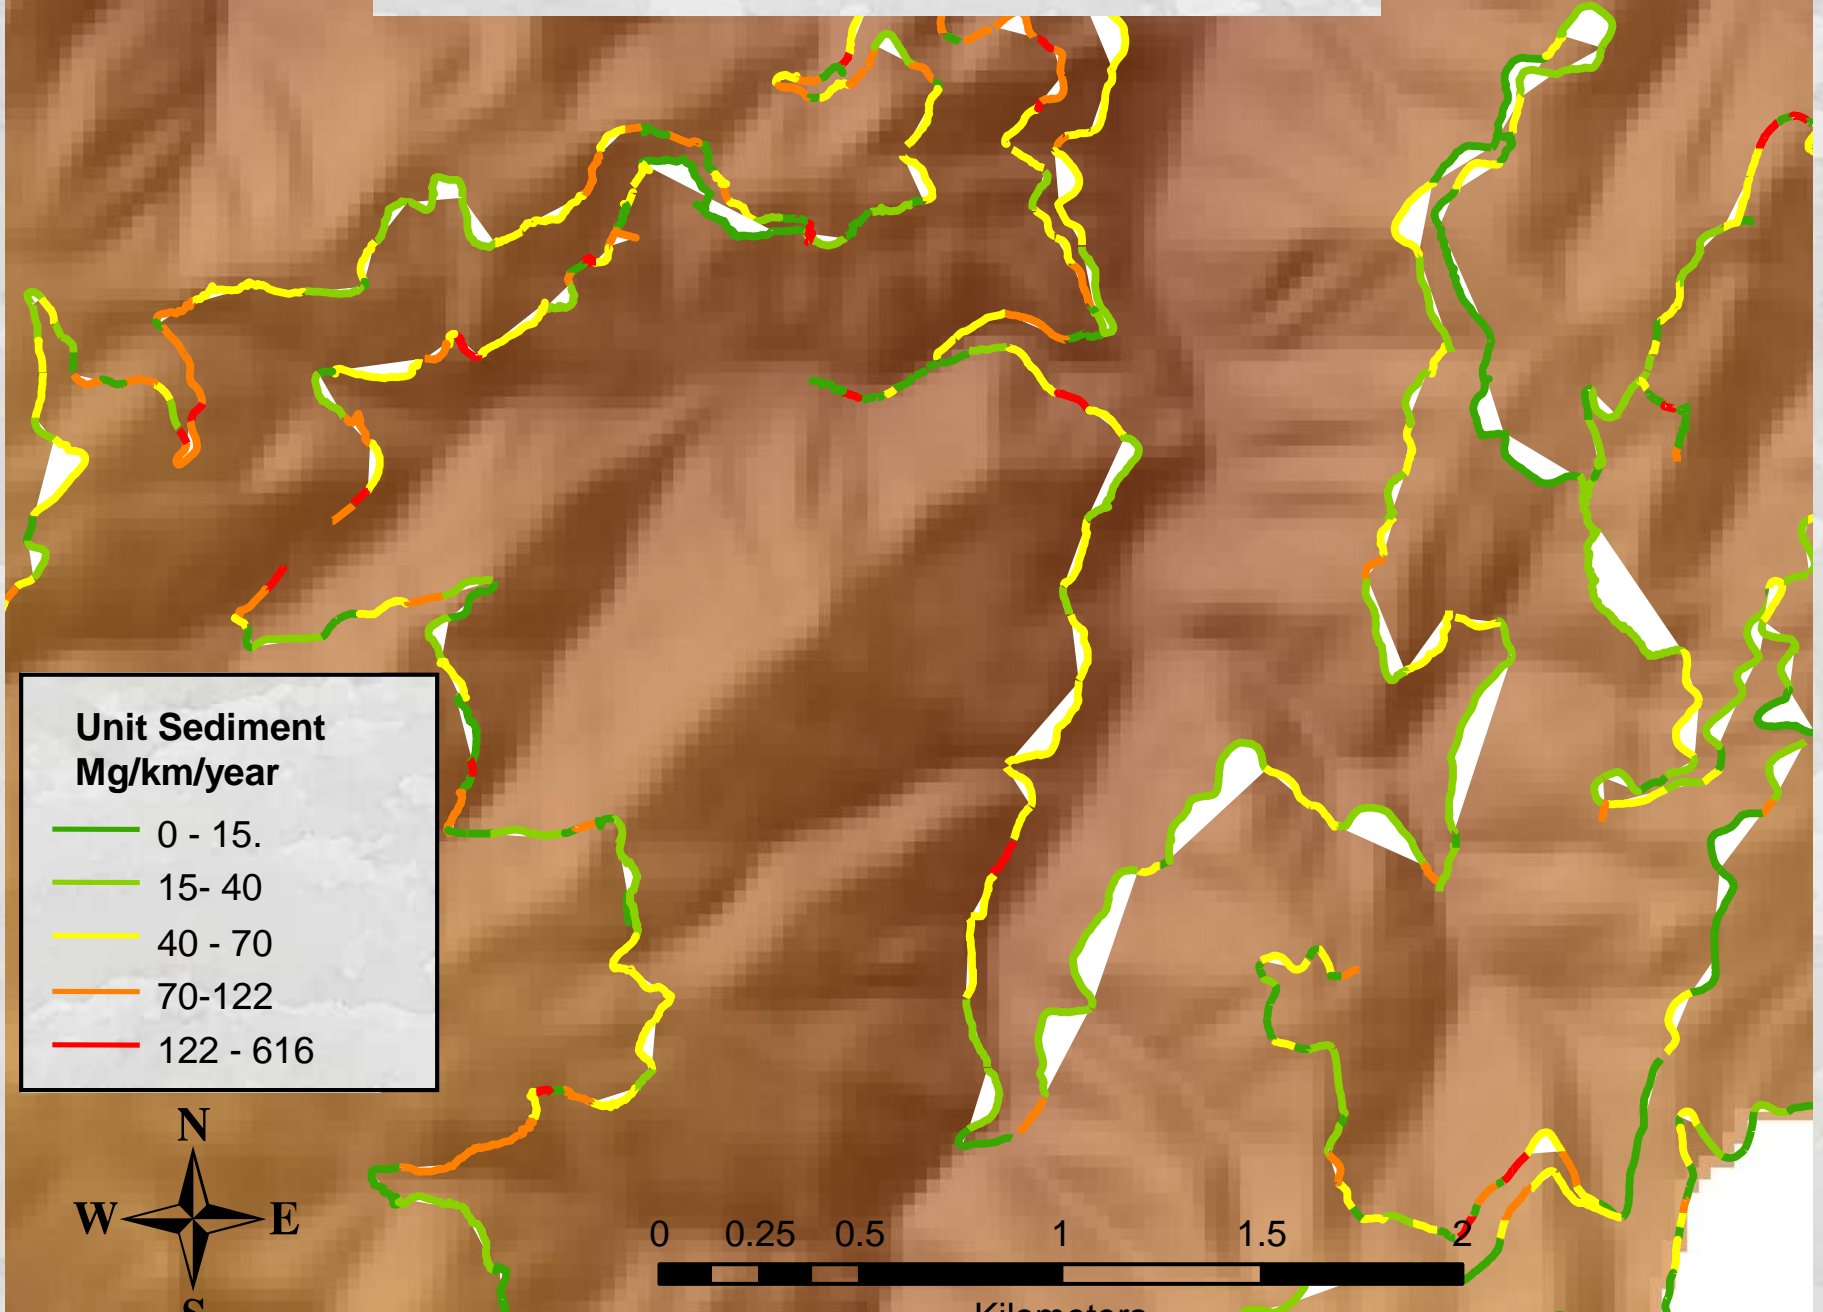 Unit Sediment
Mg/km/year
0 - 15.
15- 40
40 - 70
70-122
122 - 616
N
W E
S
0 0.25 0.5 1 1.5 2
Kilometers